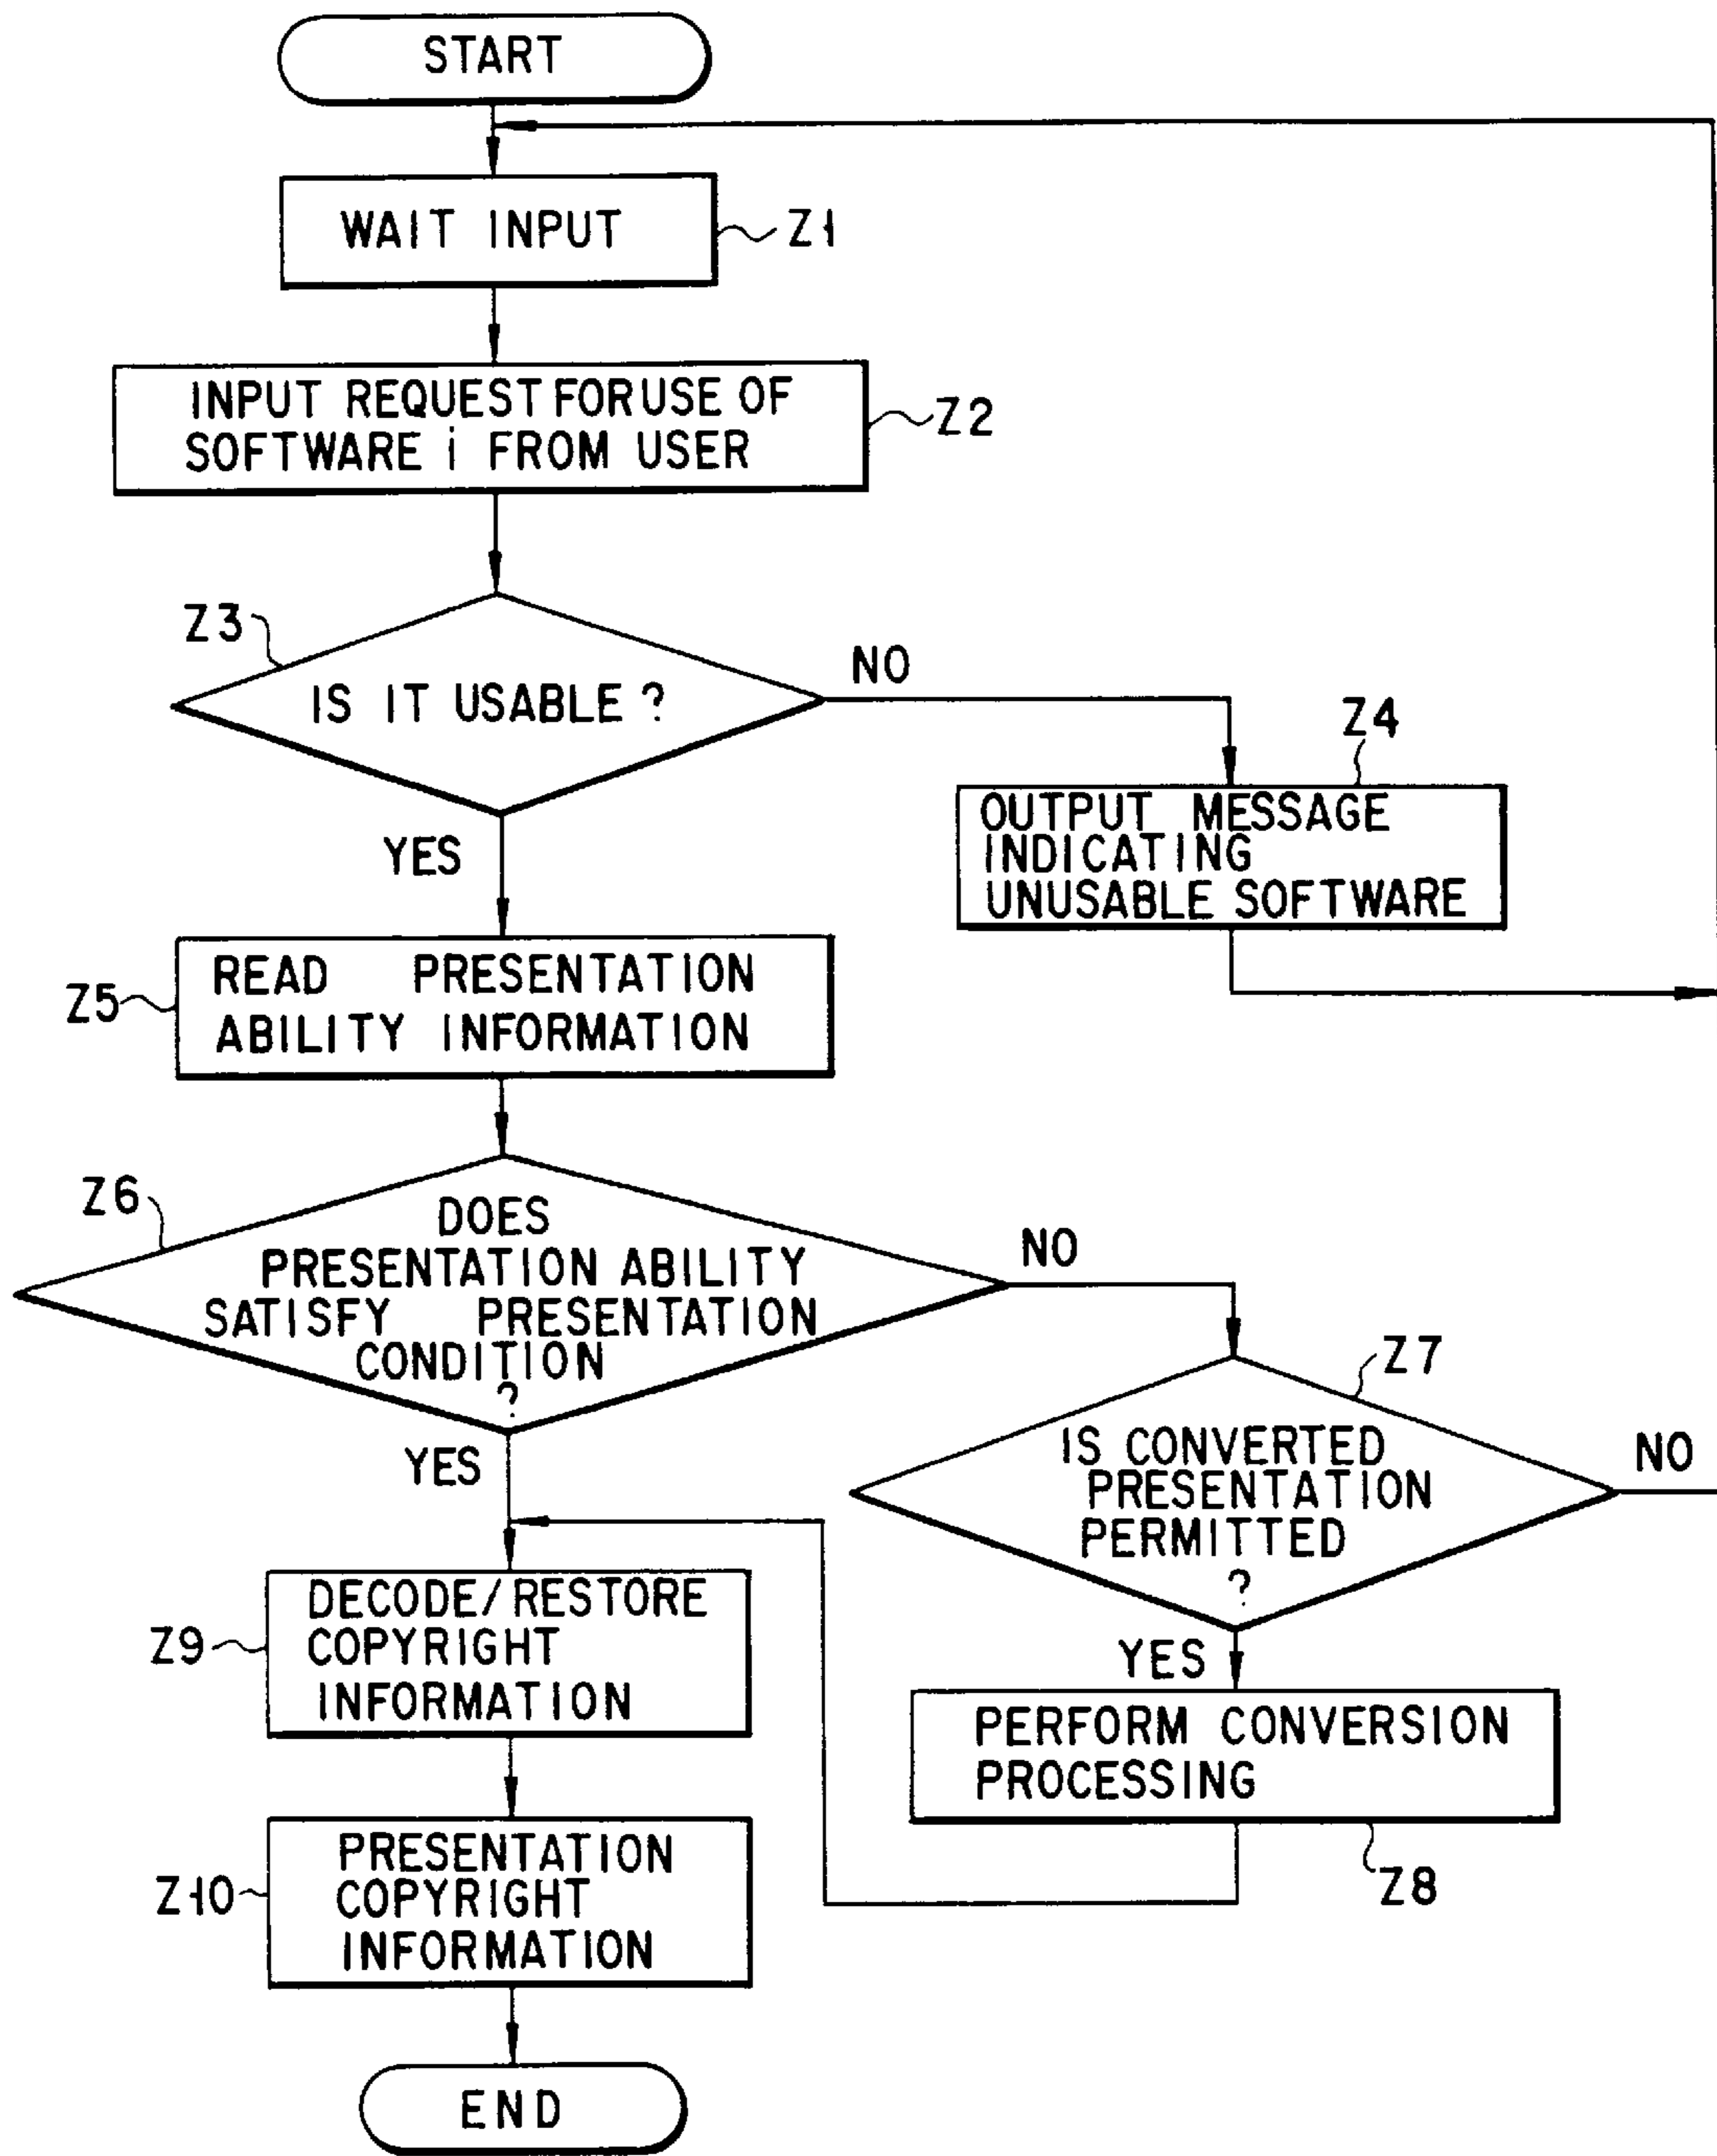 START
WAIT INPUT
Z1
INPUT REQUEST FOR USE OF
SOFTWARE i FROM USER
Z2
Z3
IS IT USABLE ?
NO
YES
Z4
OUTPUT MESSAGE
INDICATING
UNUSABLE SOFTWARE
Z5
READ PRESENTATION
ABILITY INFORMATION
Z6
DOES
PRESENTATION ABILITY
SATISFY PRESENTATION
CONDITION
?
NO
YES
Z7
IS CONVERTED
PRESENTATION
PERMITTED
?
NO
YES
PERFORM CONVERSION
PROCESSING
Z8
Z9
DECODE/RESTORE
COPYRIGHT
INFORMATION
Z10
PRESENTATION
COPYRIGHT
INFORMATION
END